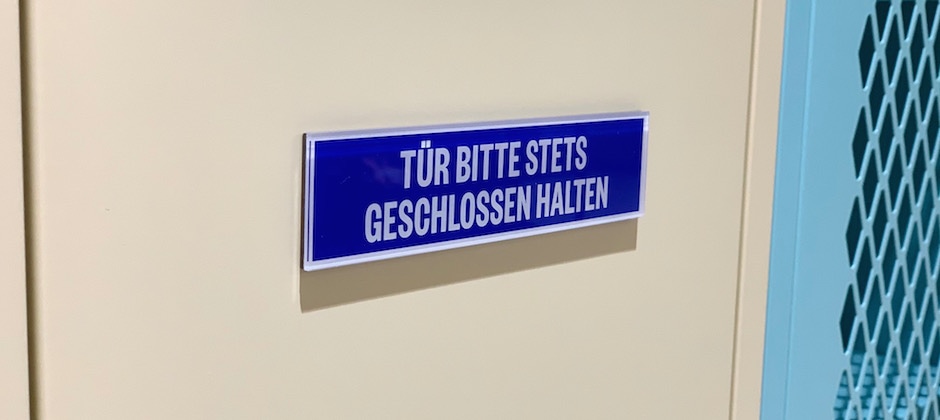 TÜR BITTE STETS
GESCHLOSSEN HALTEN